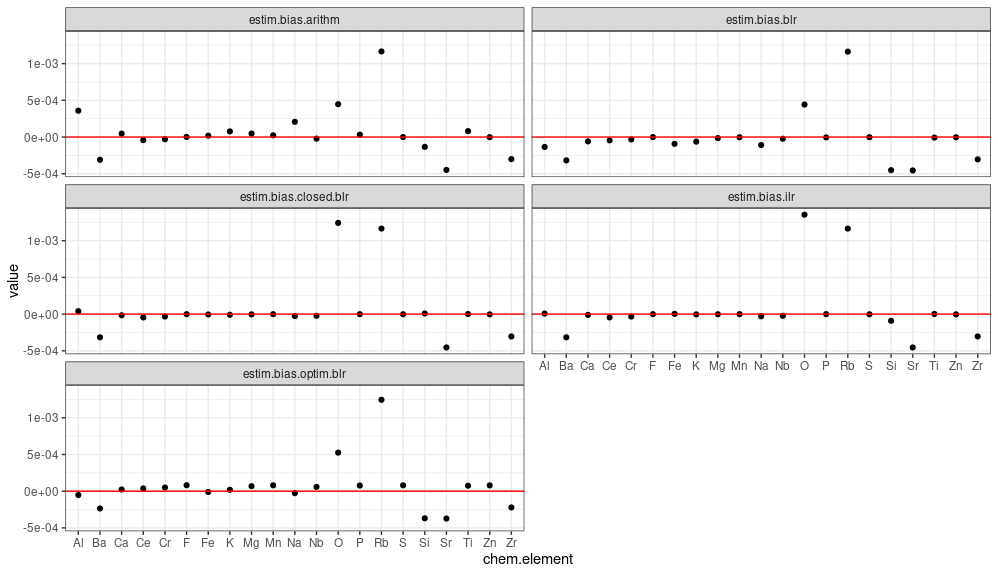 estim.bias.arithm
estim.bias.blr
1e-03
5e-04
0e+00
-5e-04
estim.bias.closed.blr
estim.bias.ilr
1e-03
5e-04
0e+00
-5e-04
Al Ba Ca Ce Cr F Fe K Mg Mn Na Nb O P Rb S Si Sr Ti Zn Zr
estim.bias.optim.blr
1e-03
5e-04
0e+00
-5e-04
Al Ba Ca Ce Cr F Fe K Mg Mn Na Nb O P Rb S Si Sr Ti Zn Zr
value
chem.element